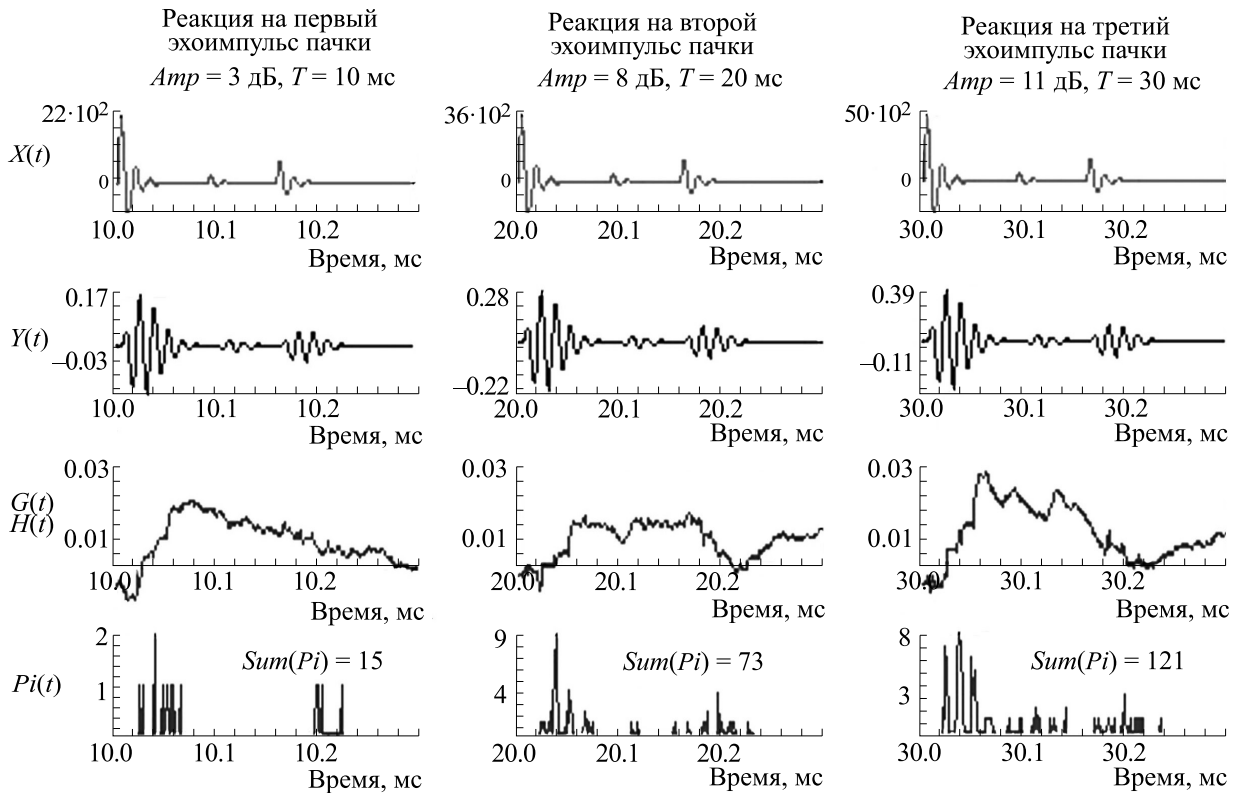 Реакция на первый
эхоимпульс пачки
Amp = 3 дБ, T = 10 мс
Реакция на второй
эхоимпульс пачки
Amp = 8 дБ, T = 20 мс
Реакция на третий
эхоимпульс пачки
Amp = 11 дБ, T = 30 мс
X(t)
22·10²
0
10.0 10.1 10.2
Время, мс
36·10²
0
20.0 20.1 20.2
Время, мс
50·10²
0
30.0 30.1 30.2
Время, мс
Y(t)
0.17
–0.03
10.0 10.1 10.2
Время, мс
0.28
–0.22
20.0 20.1 20.2
Время, мс
0.39
–0.11
30.0 30.1 30.2
Время, мс
G(t)
H(t)
0.03
0.01
10.0 10.1 10.2
Время, мс
0.03
0.01
20.0 20.1 20.2
Время, мс
0.03
0.01
30.0 30.1 30.2
Время, мс
Pi(t)
2
1
Sum(Pi) = 15
10.0 10.1 10.2
Время, мс
9
4
Sum(Pi) = 73
20.0 20.1 20.2
Время, мс
8
3
Sum(Pi) = 121
30.0 30.1 30.2
Время, мс